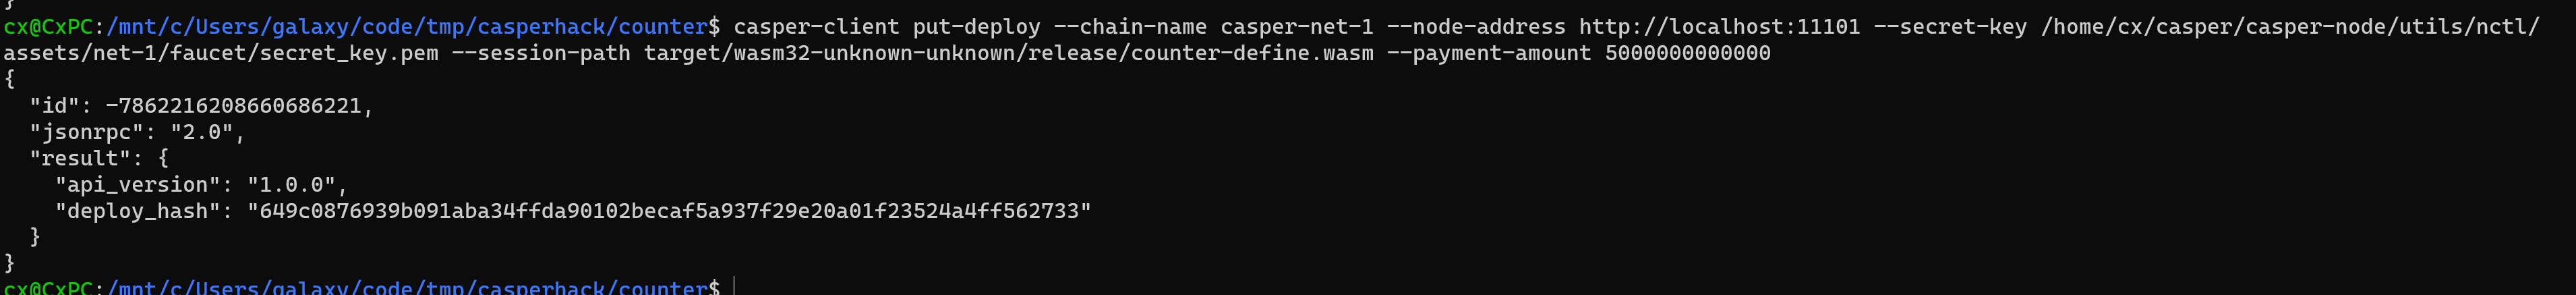 }
cx@CxPC:/mnt/c/Users/galaxy/code/tmp/casperhack/counter$ casper-client put-deploy --chain-name casper-net-1 --node-address http://localhost:11101 --secret-key /home/cx/casper/casper-node/utils/nctl/
assets/net-1/faucet/secret_key.pem --session-path target/wasm32-unknown-unknown/release/counter-define.wasm --payment-amount 5000000000000
{
  "id": -7862216208660686221,
  "jsonrpc": "2.0",
  "result": {
    "api_version": "1.0.0",
    "deploy_hash": "649c0876939b091aba34ffda90102becaf5a937f29e20a01f23524a4ff562733"
  }
}
cx@CxPC:/mnt/c/Users/galaxy/code/tmp/casperhack/counter$